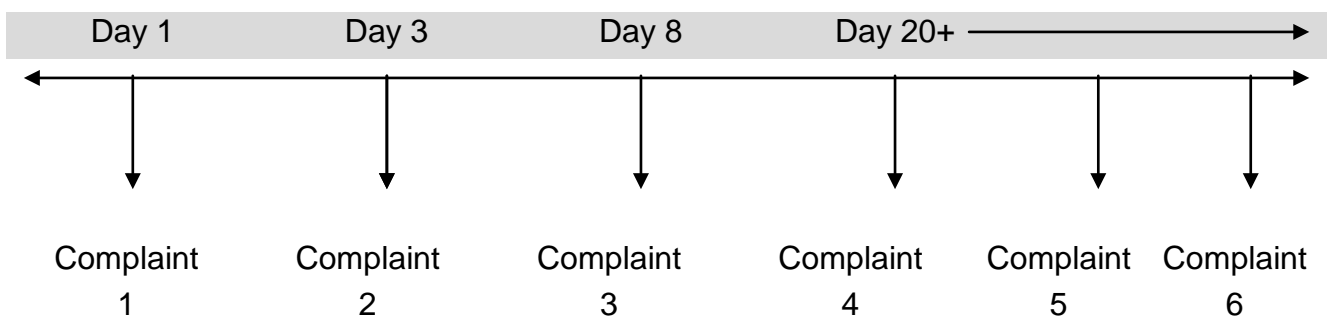 Day 1 Day 3 Day 8 Day 20+
Complaint Complaint Complaint Complaint Complaint Complaint
1 2 3 4 5 6